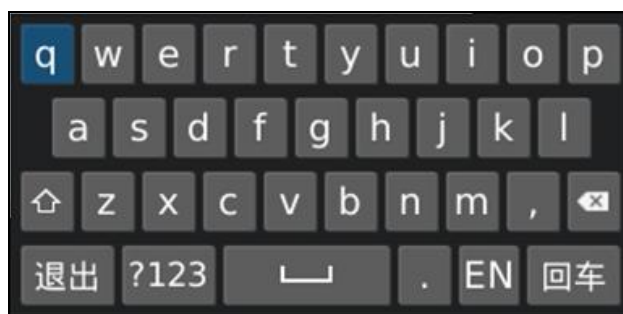 q w e r t y u i o p
a s d f g h j k l
z x c v b n m ,
退出 ?123 . EN 回车